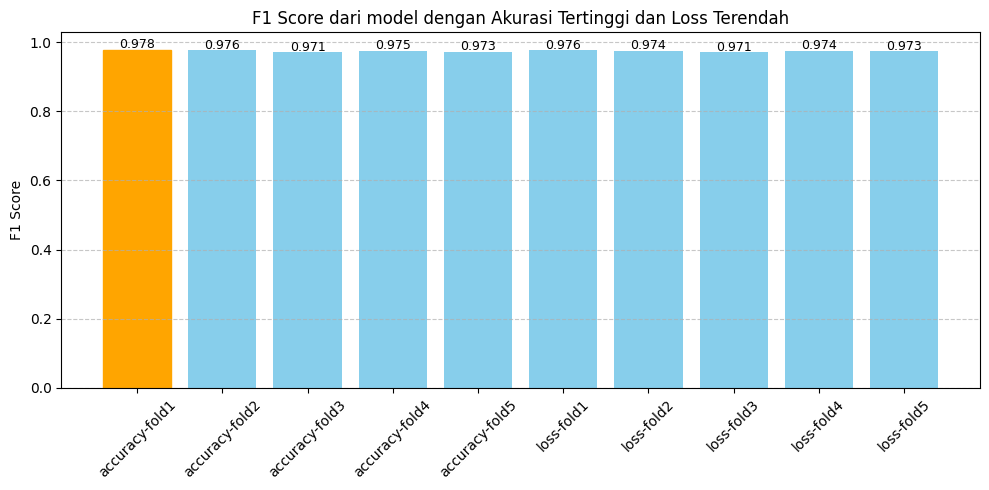 F1 Score dari model dengan Akurasi Tertinggi dan Loss Terendah
F1 Score
1.0
0.8
0.6
0.4
0.2
0.0
0.978
0.976
0.971
0.975
0.973
0.976
0.974
0.971
0.974
0.973
accuracy-fold1
accuracy-fold2
accuracy-fold3
accuracy-fold4
accuracy-fold5
loss-fold1
loss-fold2
loss-fold3
loss-fold4
loss-fold5